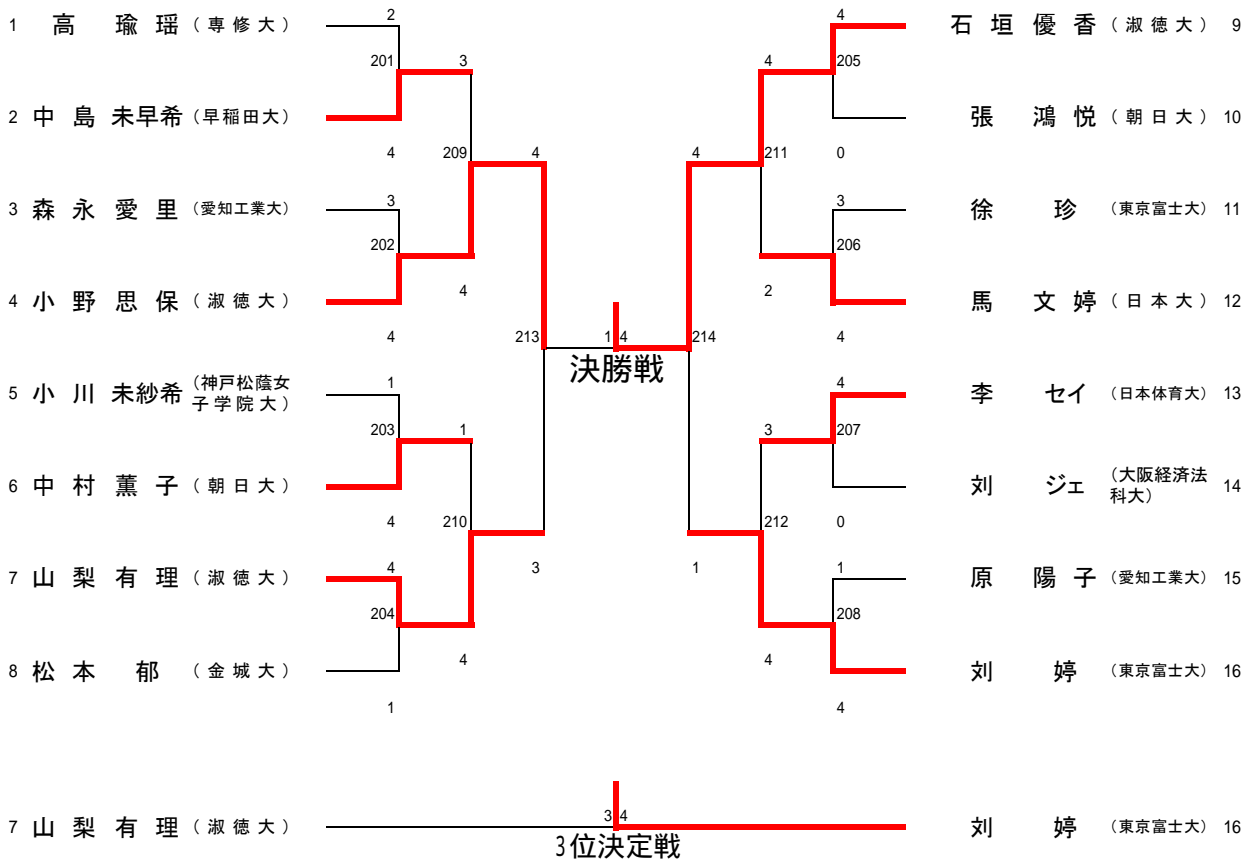 1 高 瑜瑶 (専修大) 2
4 石垣優香 (淑徳大) 9
201 3
4 205
2 中島未早希 (早稲田大)
張 鴻悦 (朝日大) 10
4 209 4
4 211 0
3 森永愛里 (愛知工業大) 3
3 徐 珍 (東京富士大) 11
202
206
4 小野思保 (淑徳大) 4
2 馬文婷 (日本大) 12
4 213 1 4 214 4
決勝戦
5 小川未紗希 (神戸松蔭女子学院大) 1
4 李 セイ (日本体育大) 13
203 1
3 207
6 中村薫子 (朝日大)
刘 ジェ (大阪経済法科大) 14
4 210 3
1 212 0
7 山梨有理 (淑徳大) 4
1 原 陽子 (愛知工業大) 15
204
208
8 松本 郁 (金城大) 4
4 刘 婷 (東京富士大) 16
1
4
7 山梨有理 (淑徳大) 3 4 刘 婷 (東京富士大) 16
3位決定戦